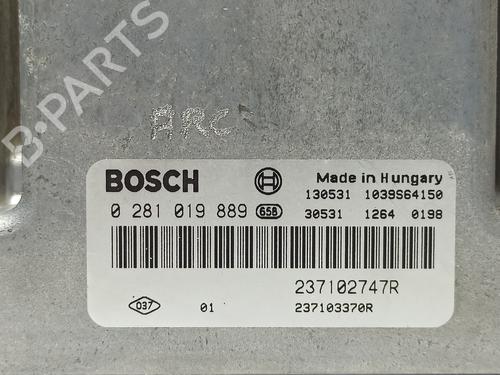 B-PARTS
ARC
BOSCH Made in Hungary
130531 1039S64150
0 281 019 889 65B 30531 1264 0198
237102747R
037 01 237103370R